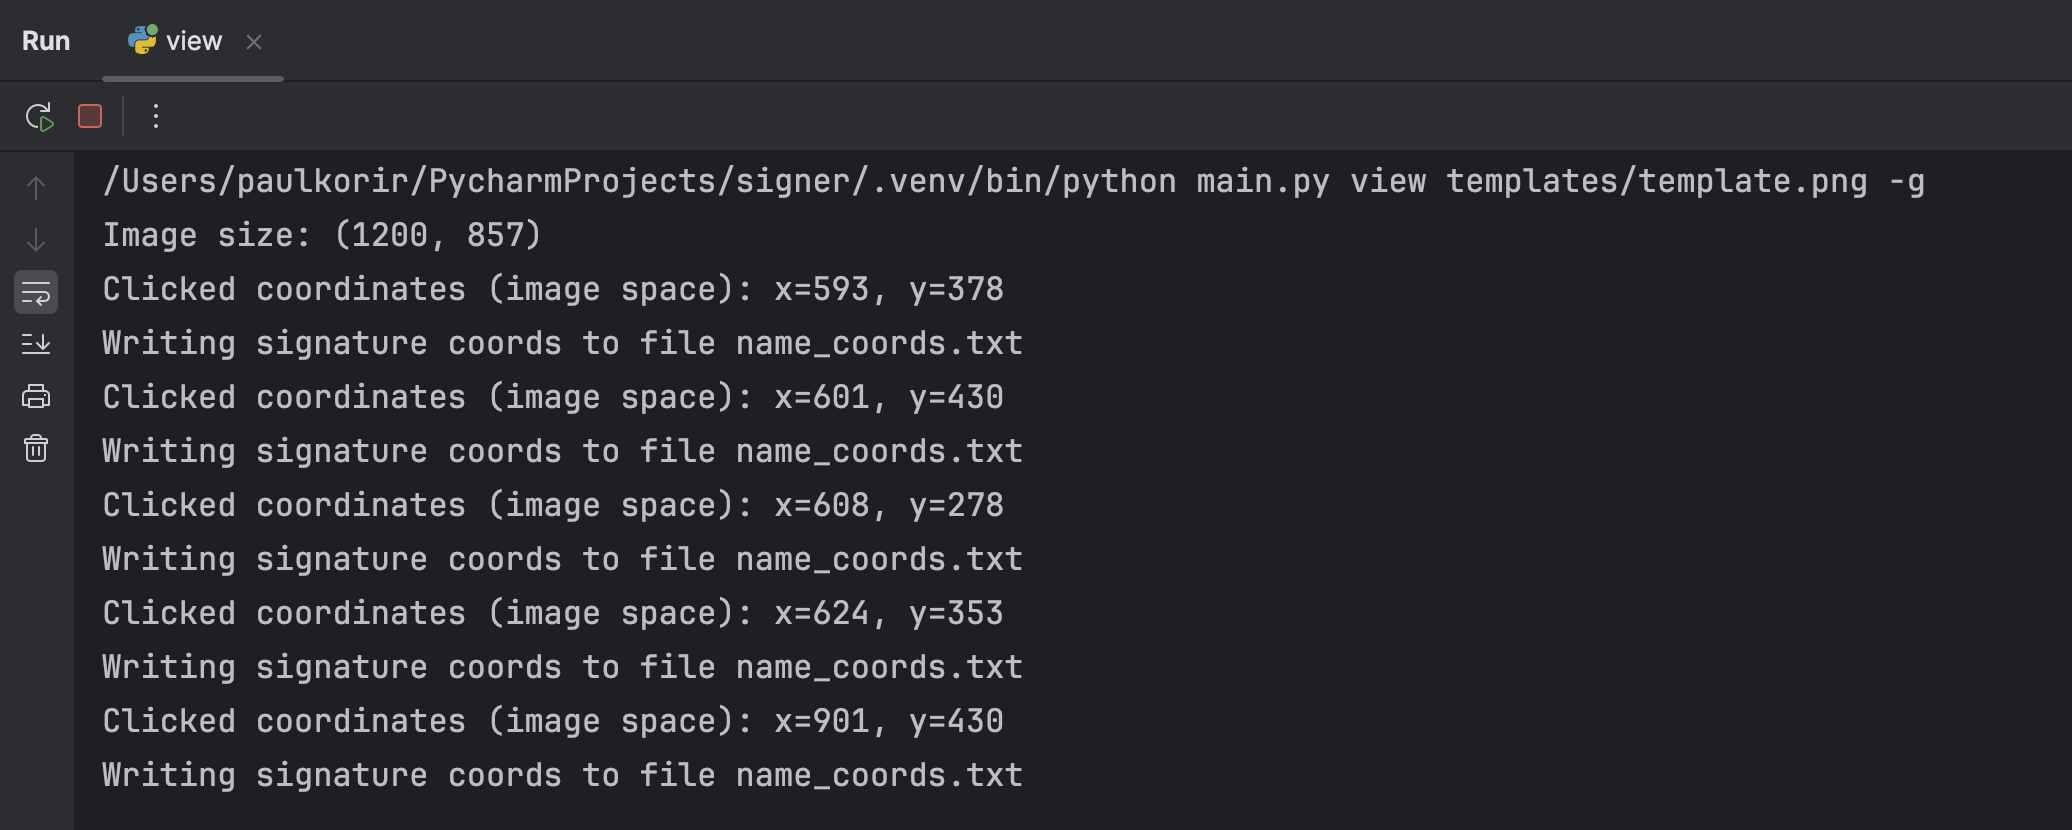 Run view
/Users/paulkorir/PycharmProjects/signer/.venv/bin/python main.py view templates/template.png -g
Image size: (1200, 857)
Clicked coordinates (image space): x=593, y=378
Writing signature coords to file name_coords.txt
Clicked coordinates (image space): x=601, y=430
Writing signature coords to file name_coords.txt
Clicked coordinates (image space): x=608, y=278
Writing signature coords to file name_coords.txt
Clicked coordinates (image space): x=624, y=353
Writing signature coords to file name_coords.txt
Clicked coordinates (image space): x=901, y=430
Writing signature coords to file name_coords.txt